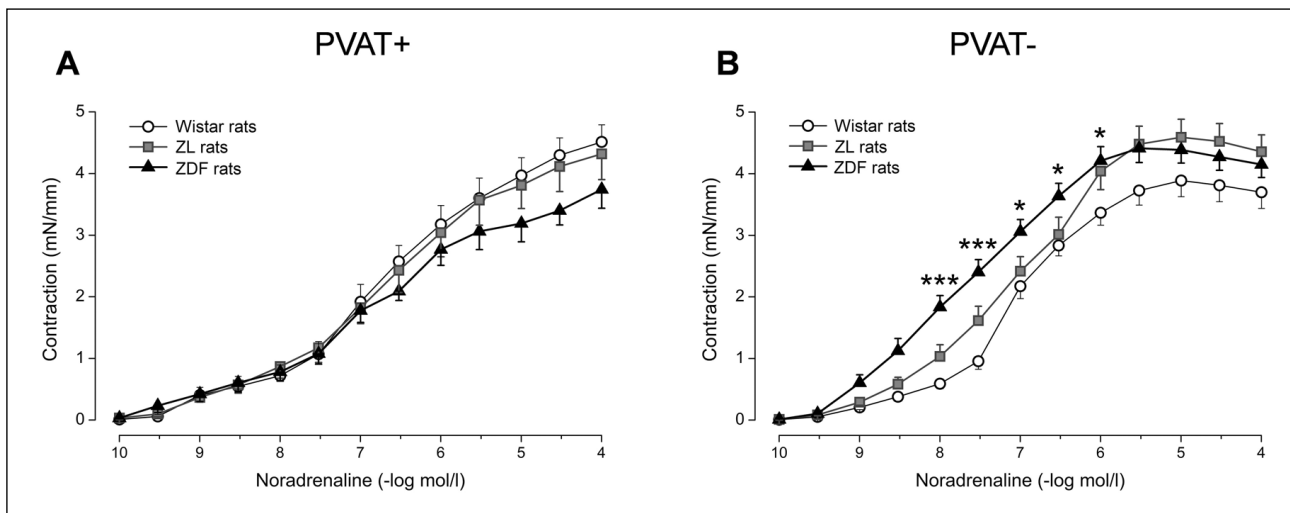 PVAT+
A
Wistar rats
ZL rats
ZDF rats
Contraction (mN/mm)
5
4
3
2
1
0
10 9 8 7 6 5 4
Noradrenaline (-log mol/l)
PVAT-
B
Wistar rats
ZL rats
ZDF rats
Contraction (mN/mm)
5
4
3
2
1
0
*** *** * * *
10 9 8 7 6 5 4
Noradrenaline (-log mol/l)